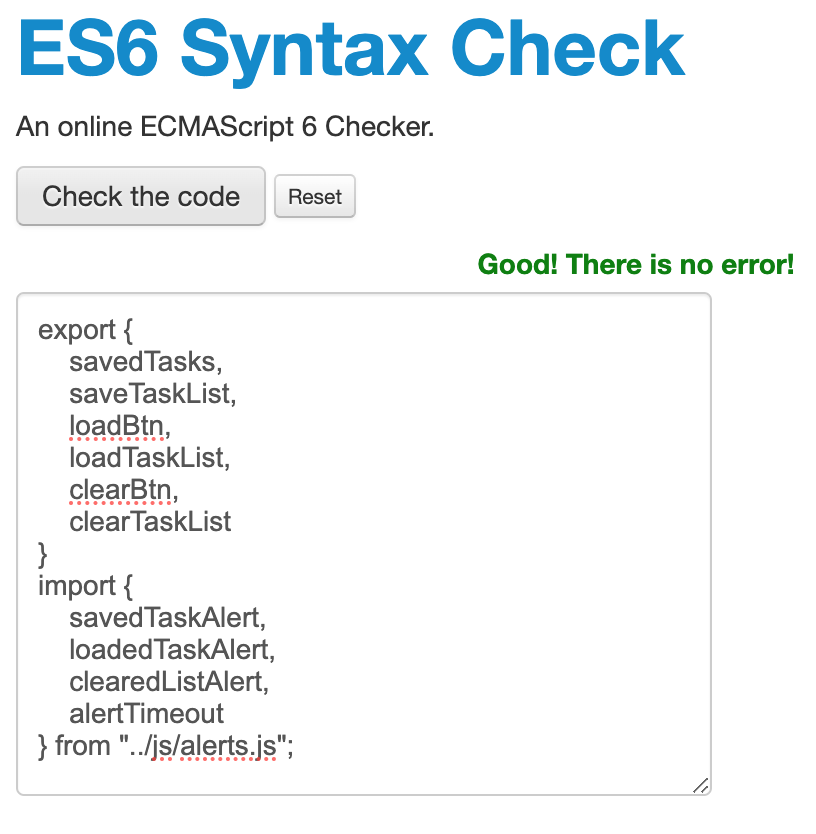 ES6 Syntax Check
An online ECMAScript 6 Checker.
Check the code Reset
Good! There is no error!
export {
savedTasks,
saveTaskList,
loadBtn,
loadTaskList,
clearBtn,
clearTaskList
}
import {
savedTaskAlert,
loadedTaskAlert,
clearedListAlert,
alertTimeout
} from "../js/alerts.js";